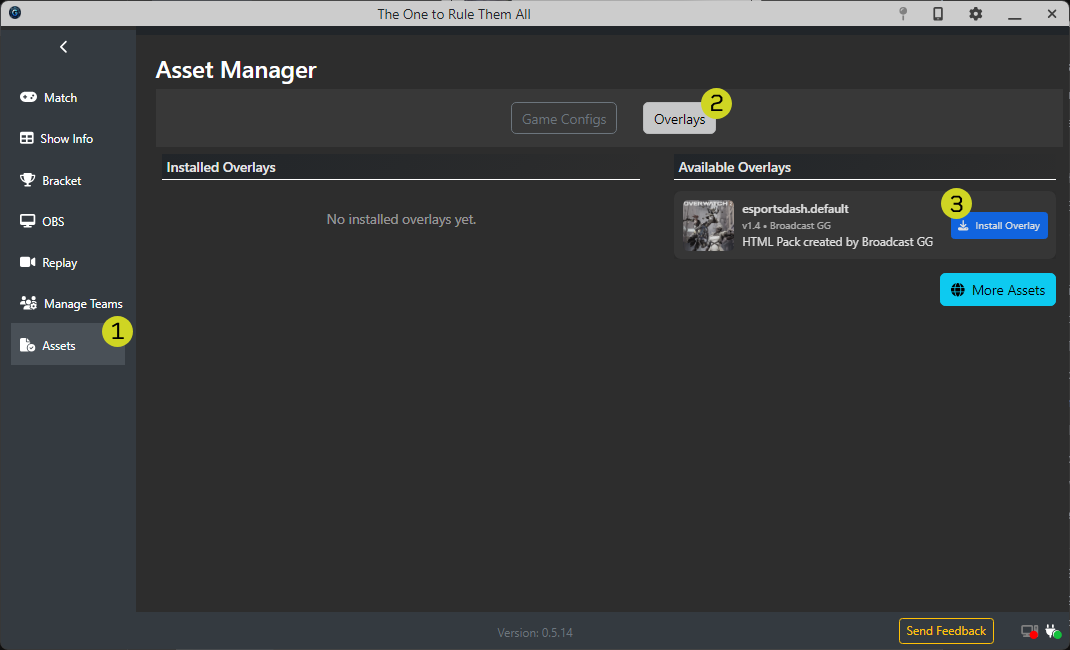 The One to Rule Them All
Asset Manager
Match
Show Info
Bracket
OBS
Replay
Manage Teams
1
Assets
Game Configs
Overlays
2
Installed Overlays
No installed overlays yet.
Available Overlays
OVERWATCH
esportsdash.default
v1.4 • Broadcast GG
HTML Pack created by Broadcast GG
3
Install Overlay
More Assets
Version: 0.5.14
Send Feedback